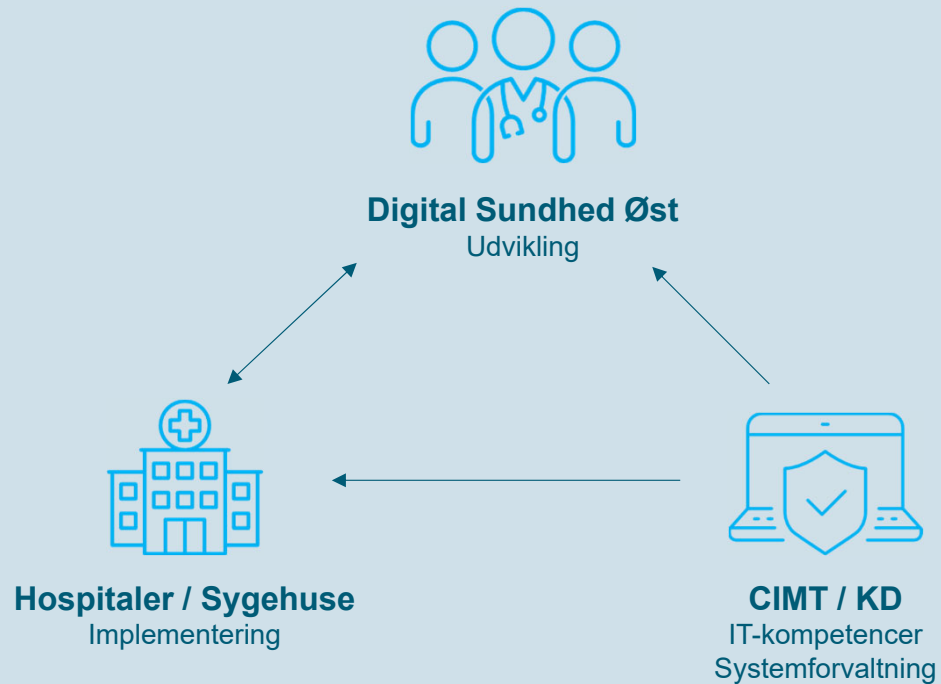 Digital Sundhed Øst
Udvikling
Hospitaler / Sygehuse
Implementering
CIMT / KD
IT-kompetencer
Systemforvaltning